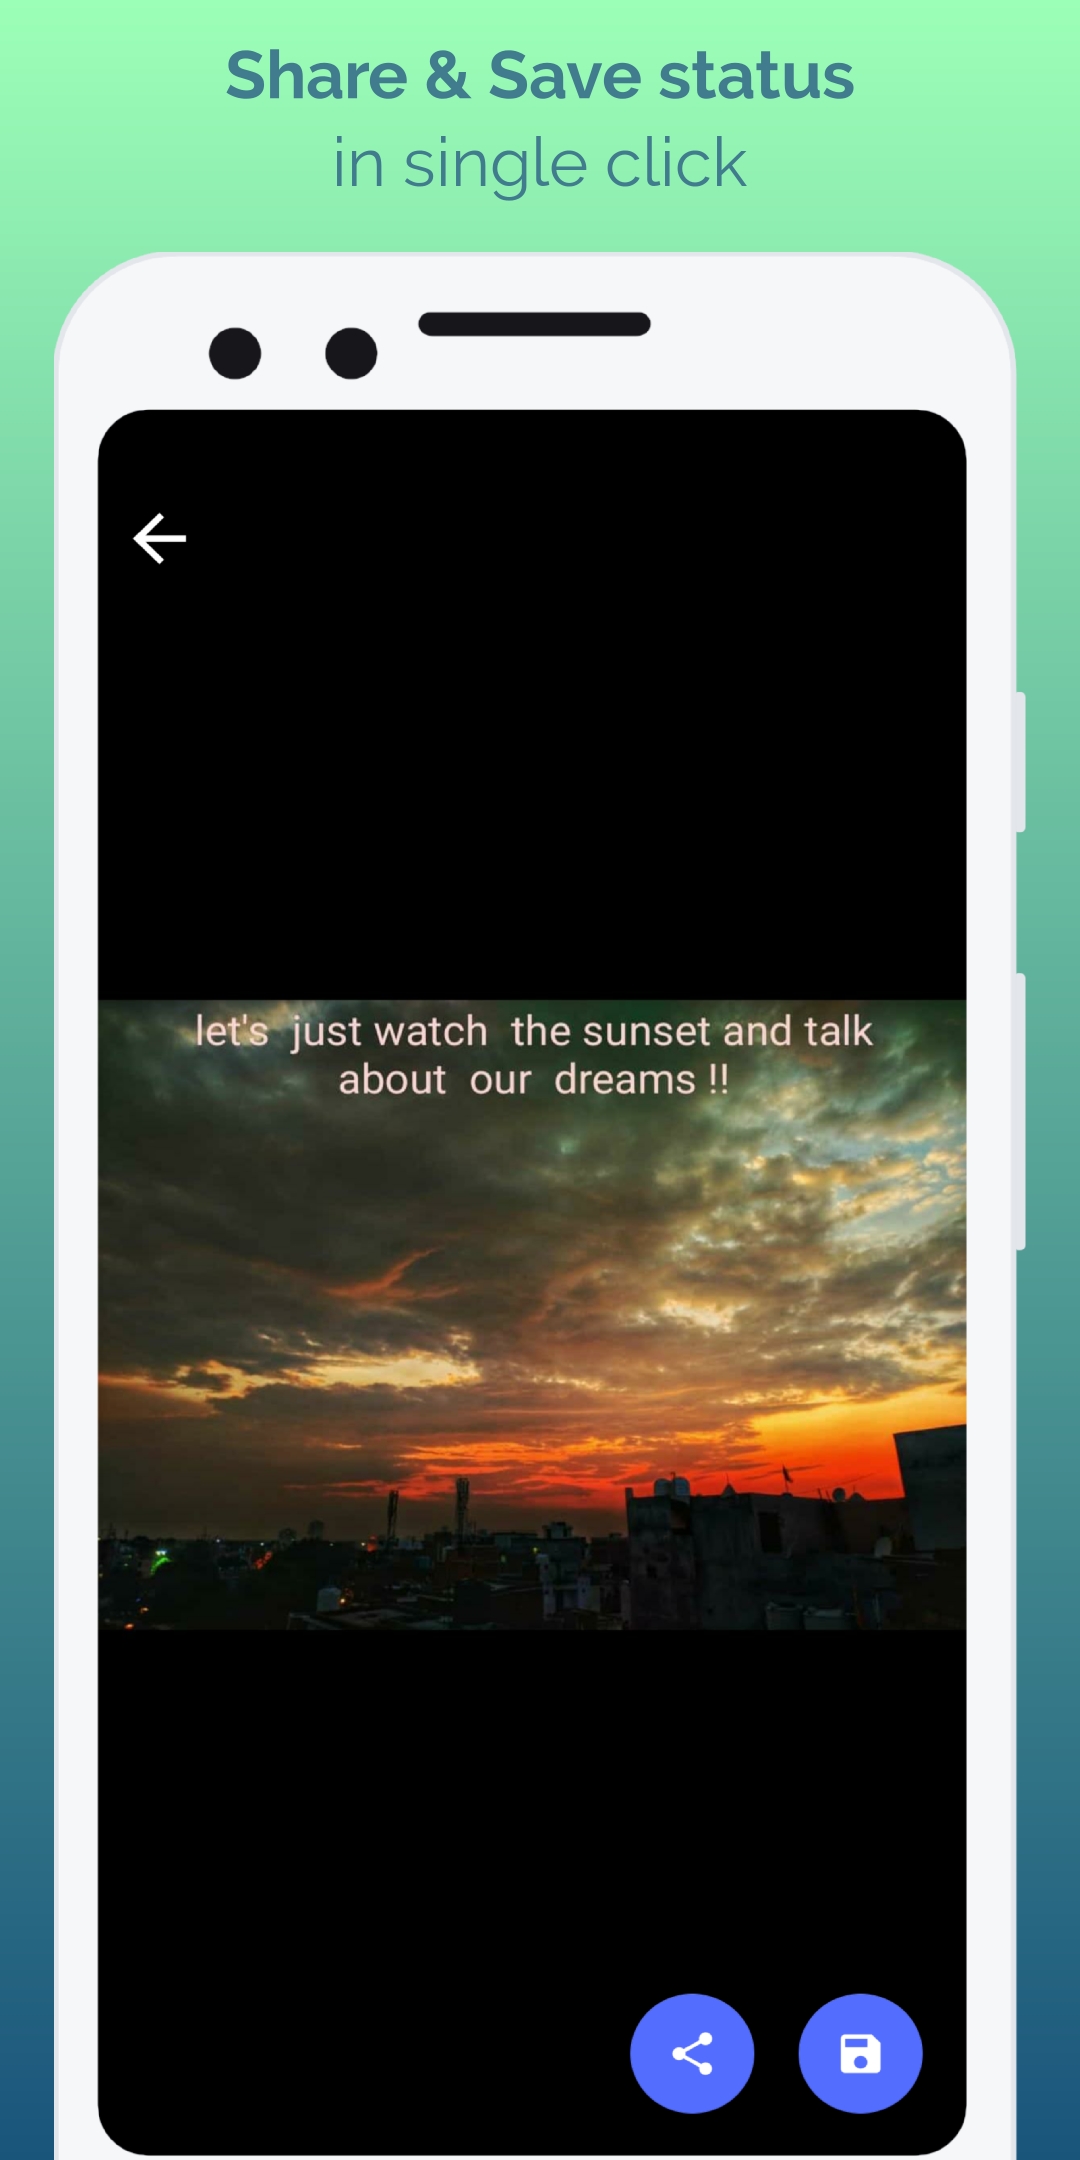 Share & Save status
in single click
let's just watch the sunset and talk
about our dreams !!